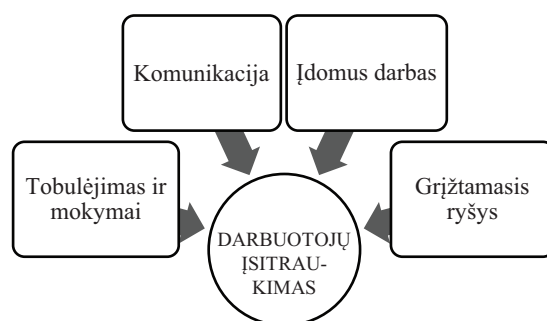 Komunikacija
Įdomus darbas
Tobulėjimas ir
mokymai
Grįžtamasis
ryšys
DARBUOTOJŲ
ĮSITRAU-
KIMAS